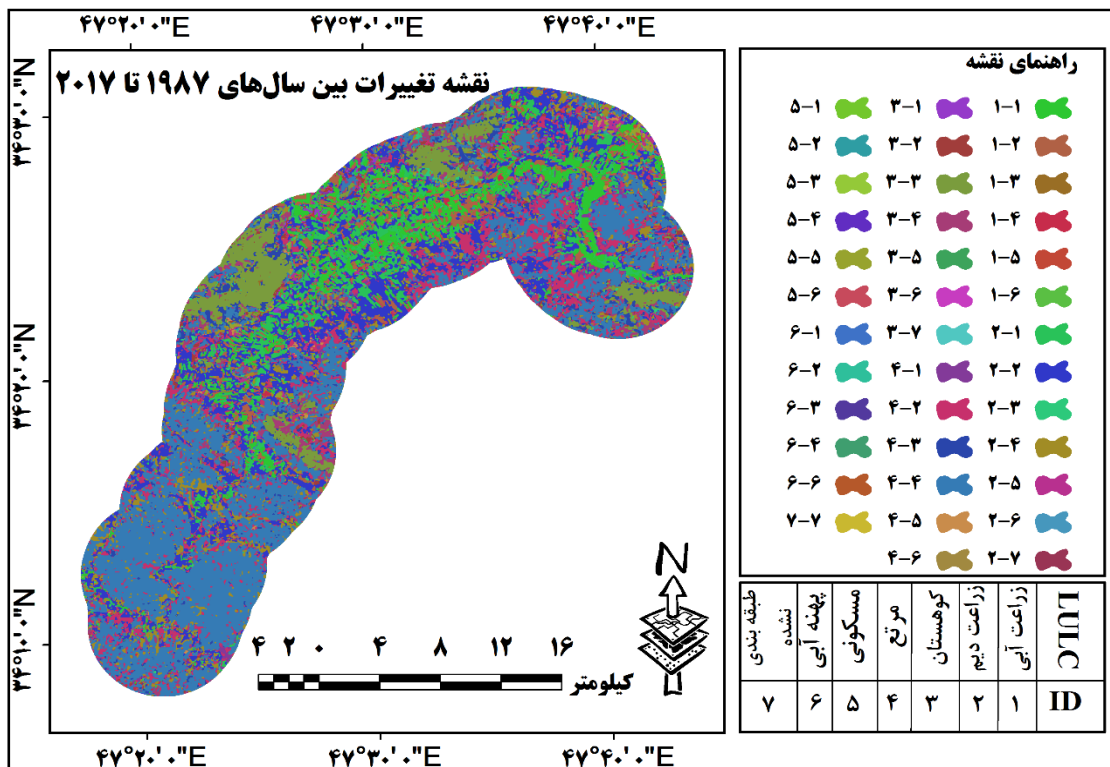 ۴۷°۲۰'۰"E ۴۷°۳۰'۰"E ۴۷°۴۰'۰"E
نقشه تغییرات بین سال‌های ۱۹۸۷ تا ۲۰۱۷
۳۴°۳۰'۰"N
۳۴°۲۰'۰"N
۳۴°۱۰'۰"N
N
۴ ۲ ۰ ۴ ۸ ۱۲ ۱۶
کیلومتر
۴۷°۲۰'۰"E ۴۷°۳۰'۰"E ۴۷°۴۰'۰"E
راهنمای نقشه
۱-۱ ۳-۱ ۵-۱
۱-۲ ۳-۲ ۵-۲
۱-۳ ۳-۳ ۵-۳
۱-۴ ۳-۴ ۵-۴
۱-۵ ۳-۵ ۵-۵
۱-۶ ۳-۶ ۵-۶
۲-۱ ۳-۷ ۶-۱
۲-۲ ۴-۱ ۶-۲
۲-۳ ۴-۲ ۶-۳
۲-۴ ۴-۳ ۶-۴
۲-۵ ۴-۴ ۶-۶
۲-۶ ۴-۵ ۷-۷
۲-۷ ۴-۶
LULC زراعت آبی زراعت دیم کوهستان مرتع مسکونی پهنه آبی طبقه بندی نشده
ID ۱ ۲ ۳ ۴ ۵ ۶ ۷